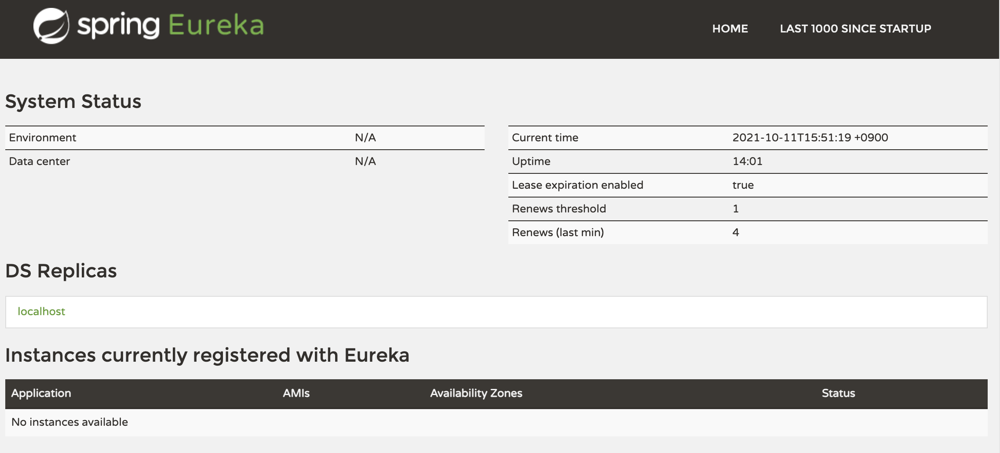 spring Eureka
HOME LAST 1000 SINCE STARTUP
System Status
Environment N/A
Data center N/A
Current time 2021-10-11T15:51:19 +0900
Uptime 14:01
Lease expiration enabled true
Renews threshold 1
Renews (last min) 4
DS Replicas
localhost
Instances currently registered with Eureka
Application AMIs Availability Zones Status
No instances available